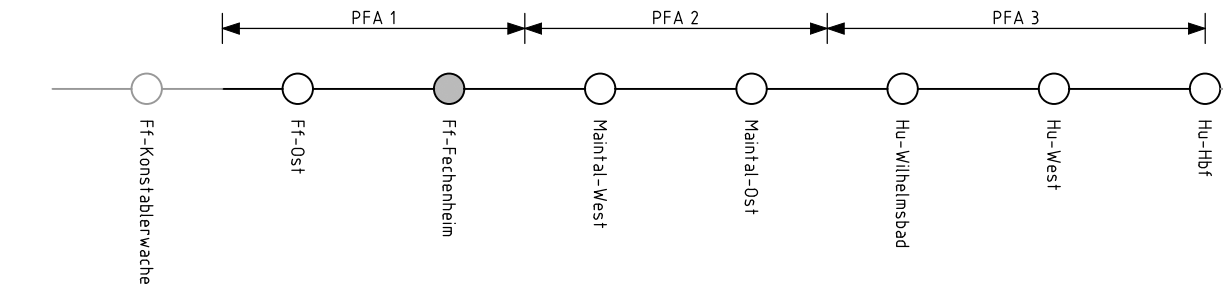 PFA 1
PFA 2
PFA 3
Ff-Konstablerwache
Ff-Ost
Ff-Fechenheim
Maintal-West
Maintal-Ost
Hu-Wilhelmsbad
Hu-West
Hu-Hbf